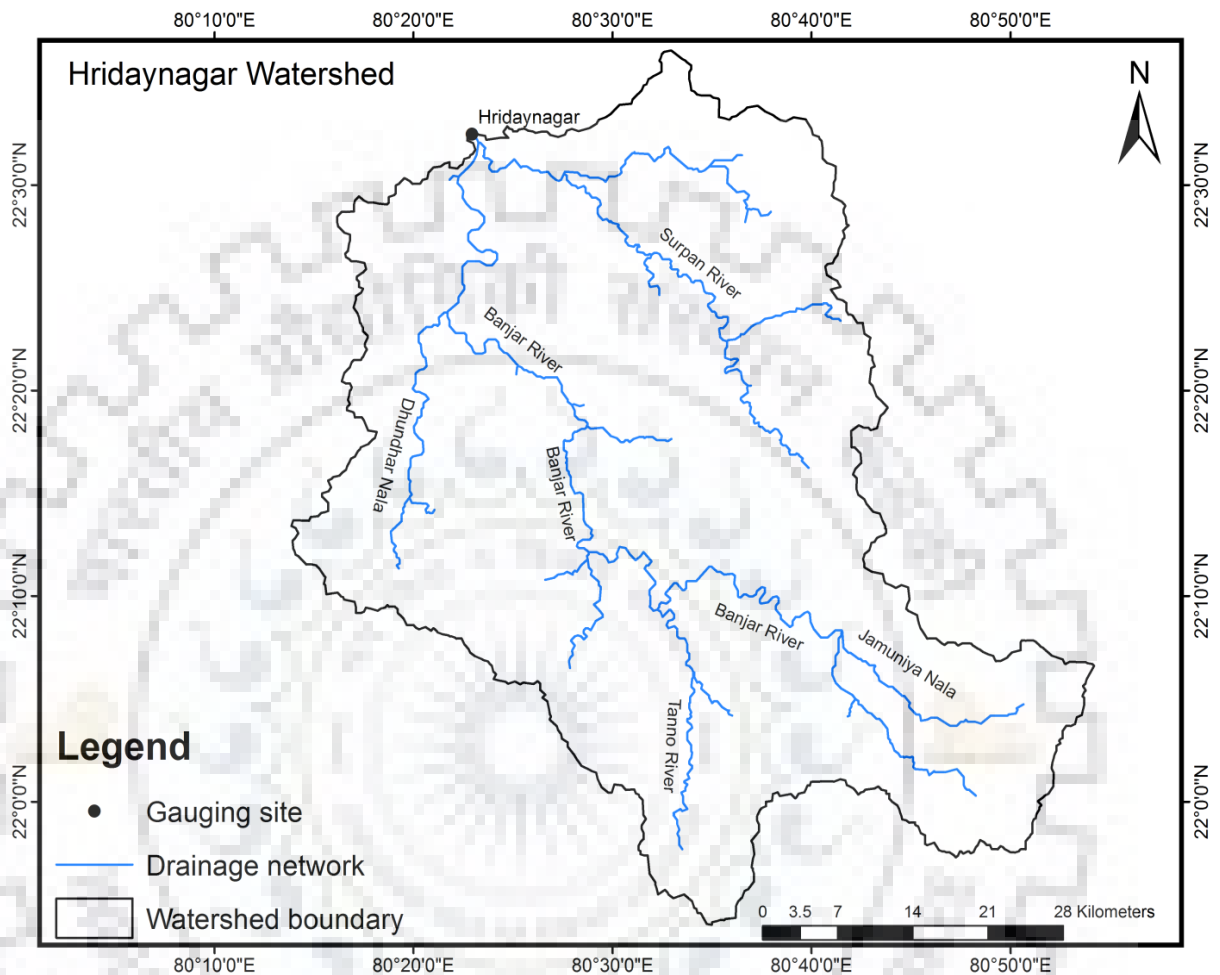 80°10'0"E 80°20'0"E 80°30'0"E 80°40'0"E 80°50'0"E
Hridaynagar Watershed
N
Hridaynagar
22°30'0"N
22°30'0"N
Surpan River
Banjar River
22°20'0"N
22°20'0"N
Dhundhar Nala
Banjar River
22°10'0"N
22°10'0"N
Banjar River
Jamuniya Nala
Tanno River
22°0'0"N
22°0'0"N
Legend
Gauging site
Drainage network
Watershed boundary
0 3.5 7 14 21 28 Kilometers
80°10'0"E 80°20'0"E 80°30'0"E 80°40'0"E 80°50'0"E